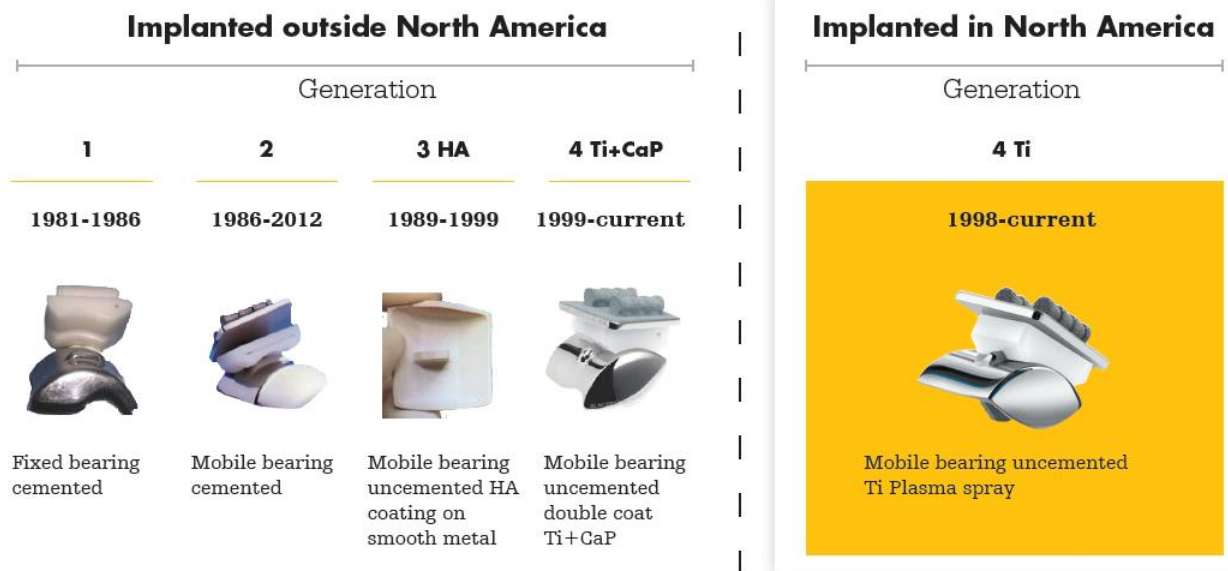 Implanted outside North America
Generation
1
1981-1986
Fixed bearing
cemented
2
1986-2012
Mobile bearing
cemented
3 HA
1989-1999
Mobile bearing
uncemented HA
coating on
smooth metal
4 Ti+CaP
1999-current
Mobile bearing
uncemented
double coat
Ti+CaP
Implanted in North America
Generation
4 Ti
1998-current
Mobile bearing uncemented
Ti Plasma spray